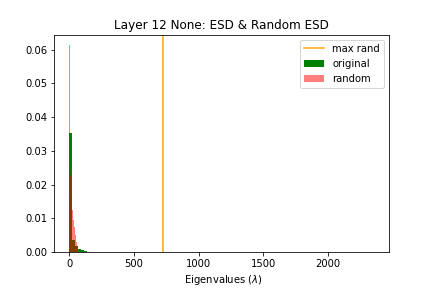 Layer 12 None: ESD & Random ESD
max rand
original
random
0.06
0.05
0.04
0.03
0.02
0.01
0.00
0 500 1000 1500 2000
Eigenvalues (λ)